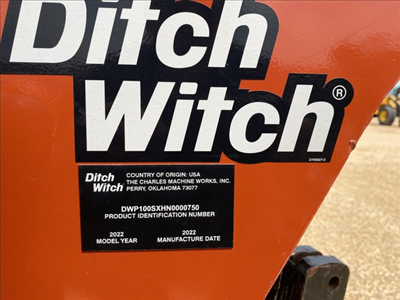 Ditch
Witch®
Ditch
Witch
COUNTRY OF ORIGIN: USA
THE CHARLES MACHINE WORKS, INC.
PERRY, OKLAHOMA 73077
DWP100SXHN0000750
PRODUCT IDENTIFICATION NUMBER
2022
MODEL YEAR
2022
MANUFACTURE DATE